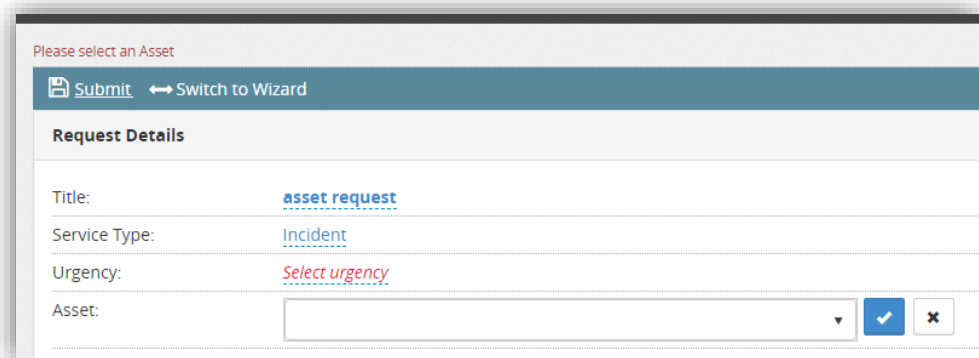 Please select an Asset
Submit Switch to Wizard
Request Details
Title: asset request
Service Type: Incident
Urgency: Select urgency
Asset: